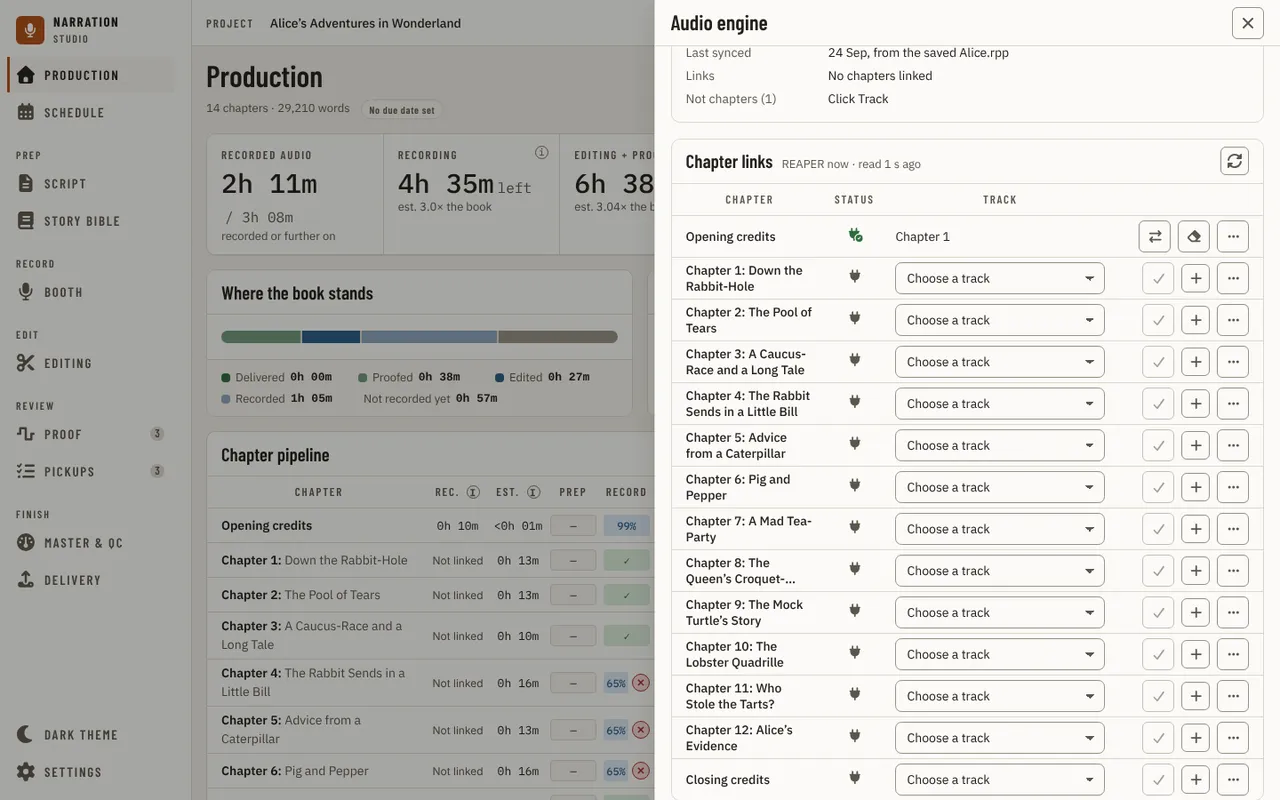 NARRATION
STUDIO
PRODUCTION
SCHEDULE
PREP
SCRIPT
STORY BIBLE
RECORD
BOOTH
EDIT
EDITING
REVIEW
PROOF 3
PICKUPS 3
FINISH
MASTER & QC
DELIVERY
DARK THEME
SETTINGS
PROJECT Alice's Adventures in Wonderland
Production
14 chapters · 29,210 words No due date set
RECORDED AUDIO
2h 11m
/ 3h 08m
recorded or further on
RECORDING
4h 35m left
est. 3.0× the book
EDITING + PRO
6h 38
est. 3.04× the b
Where the book stands
Delivered 0h 00m Proofed 0h 38m Edited 0h 27m
Recorded 1h 05m Not recorded yet 0h 57m
Chapter pipeline
CHAPTER REC. EST. PREP RECORD
Opening credits 0h 10m <0h 01m – 99%
Chapter 1: Down the Rabbit-Hole Not linked 0h 13m – ✓
Chapter 2: The Pool of Tears Not linked 0h 13m – ✓
Chapter 3: A Caucus-Race and a
Long Tale Not linked 0h 10m – ✓
Chapter 4: The Rabbit Sends in a
Little Bill Not linked 0h 16m – 65%
Chapter 5: Advice from a
Caterpillar Not linked 0h 13m – 65%
Chapter 6: Pig and Pepper Not linked 0h 16m – 65%
Audio engine
Last synced 24 Sep, from the saved Alice.rpp
Links No chapters linked
Not chapters (1) Click Track
Chapter links REAPER now · read 1 s ago
CHAPTER STATUS TRACK
Opening credits Chapter 1
Chapter 1: Down the
Rabbit-Hole Choose a track
Chapter 2: The Pool of
Tears Choose a track
Chapter 3: A Caucus-
Race and a Long Tale Choose a track
Chapter 4: The Rabbit
Sends in a Little Bill Choose a track
Chapter 5: Advice
from a Caterpillar Choose a track
Chapter 6: Pig and
Pepper Choose a track
Chapter 7: A Mad Tea-
Party Choose a track
Chapter 8: The
Queen's Croquet-... Choose a track
Chapter 9: The Mock
Turtle's Story Choose a track
Chapter 10: The
Lobster Quadrille Choose a track
Chapter 11: Who
Stole the Tarts? Choose a track
Chapter 12: Alice's
Evidence Choose a track
Closing credits Choose a track